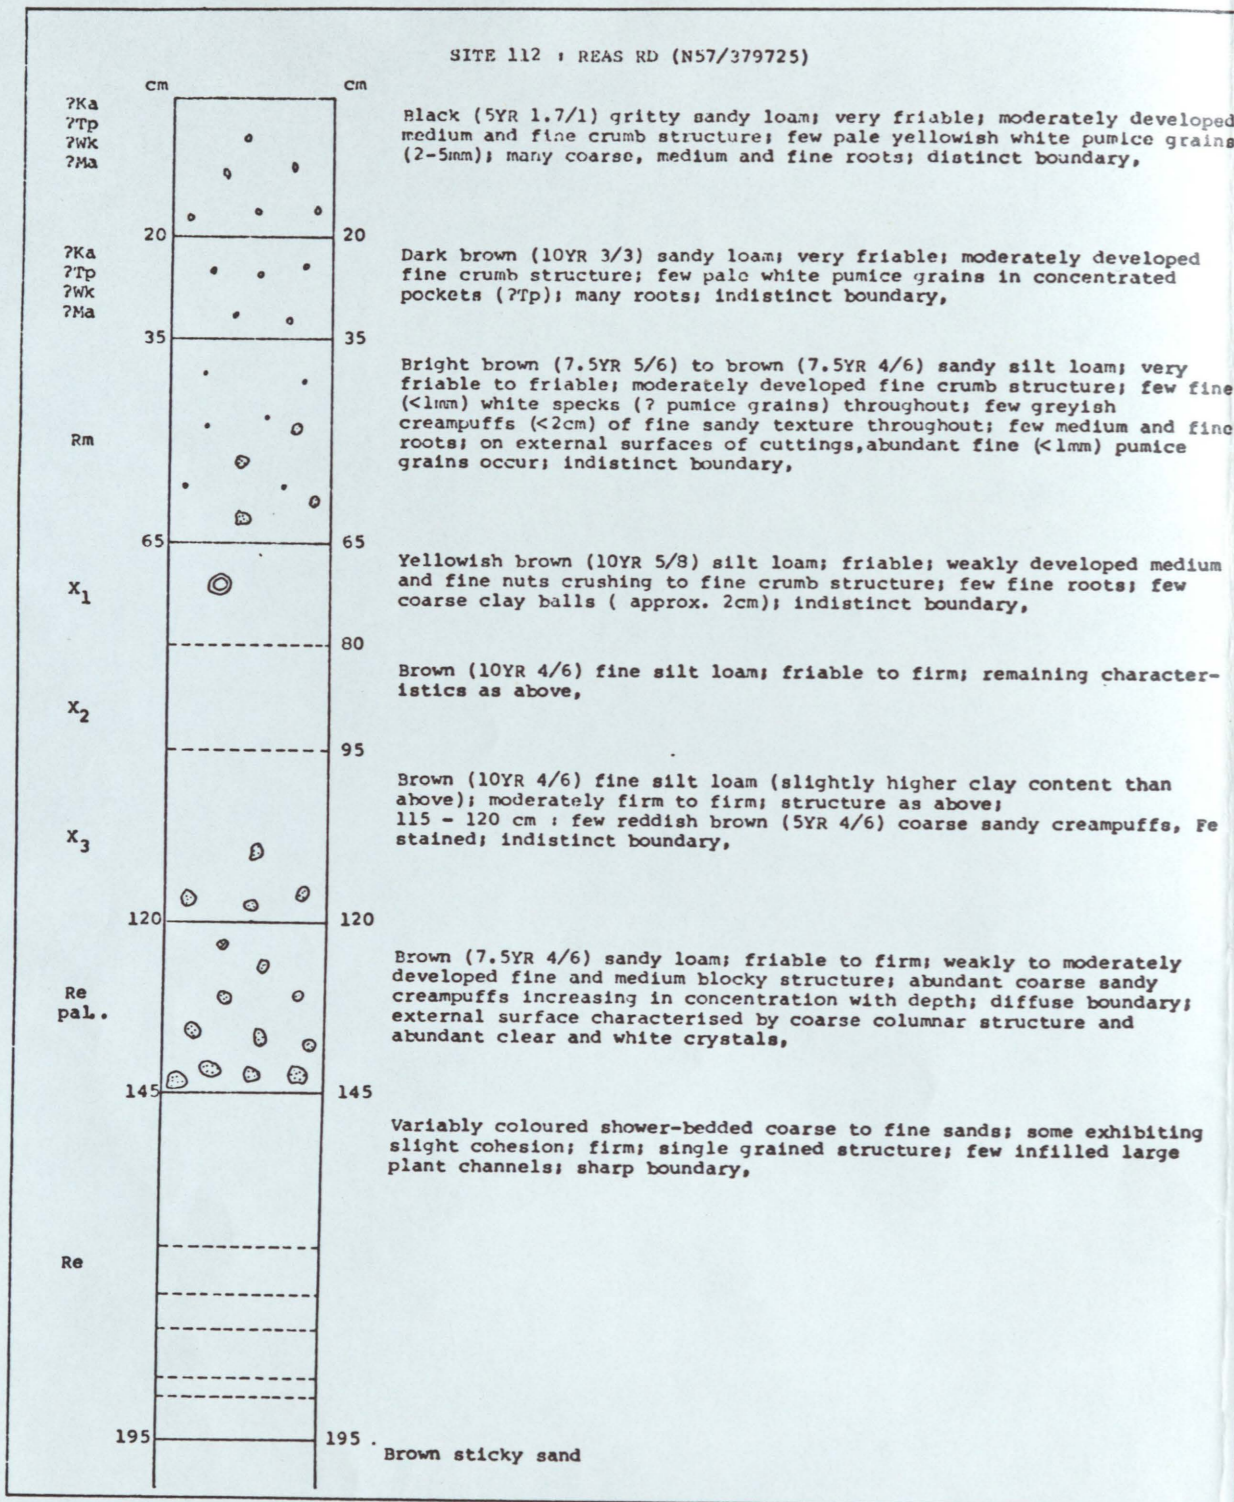 SITE 112 : REAS RD (N57/379725)
cm
cm
?Ka
?Tp
?Wk
?Ma
Black (5YR 1.7/1) gritty sandy loam; very friable; moderately developed
medium and fine crumb structure; few pale yellowish white pumice grains
(2-5mm); many coarse, medium and fine roots; distinct boundary,
20
20
?Ka
?Tp
?Wk
?Ma
Dark brown (10YR 3/3) sandy loam; very friable; moderately developed
fine crumb structure; few pale white pumice grains in concentrated
pockets (?Tp); many roots; indistinct boundary,
35
35
Rm
Bright brown (7.5YR 5/6) to brown (7.5YR 4/6) sandy silt loam; very
friable to friable; moderately developed fine crumb structure; few fine
(<1mm) white specks (? pumice grains) throughout; few greyish
creampuffs (<2cm) of fine sandy texture throughout; few medium and fine
roots; on external surfaces of cuttings,abundant fine (<1mm) pumice
grains occur; indistinct boundary,
65
65
X1
Yellowish brown (10YR 5/8) silt loam; friable; weakly developed medium
and fine nuts crushing to fine crumb structure; few fine roots; few
coarse clay balls ( approx. 2cm); indistinct boundary,
80
X2
Brown (10YR 4/6) fine silt loam; friable to firm; remaining character-
istics as above,
95
X3
Brown (10YR 4/6) fine silt loam (slightly higher clay content than
above); moderately firm to firm; structure as above;
115 - 120 cm : few reddish brown (5YR 4/6) coarse sandy creampuffs, Fe
stained; indistinct boundary,
120
120
Re
pal..
Brown (7.5YR 4/6) sandy loam; friable to firm; weakly to moderately
developed fine and medium blocky structure; abundant coarse sandy
creampuffs increasing in concentration with depth; diffuse boundary;
external surface characterised by coarse columnar structure and
abundant clear and white crystals,
145
145
Re
Variably coloured shower-bedded coarse to fine sands; some exhibiting
slight cohesion; firm; single grained structure; few infilled large
plant channels; sharp boundary,
195
195 .
Brown sticky sand